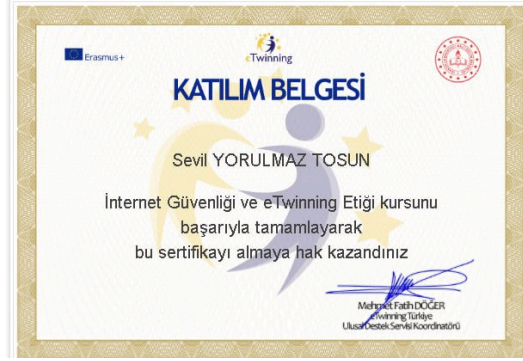 Erasmus+
eTwinning
KATILIM BELGESİ
Sevil YORULMAZ TOSUN
İnternet Güvenliği ve eTwinning Etiği kursunu
başarıyla tamamlayarak
bu sertifikayı almaya hak kazandınız
Mehmet Fatih DÖĞER
eTwinning Türkiye
Ulusal Destek Servisi Koordinatörü